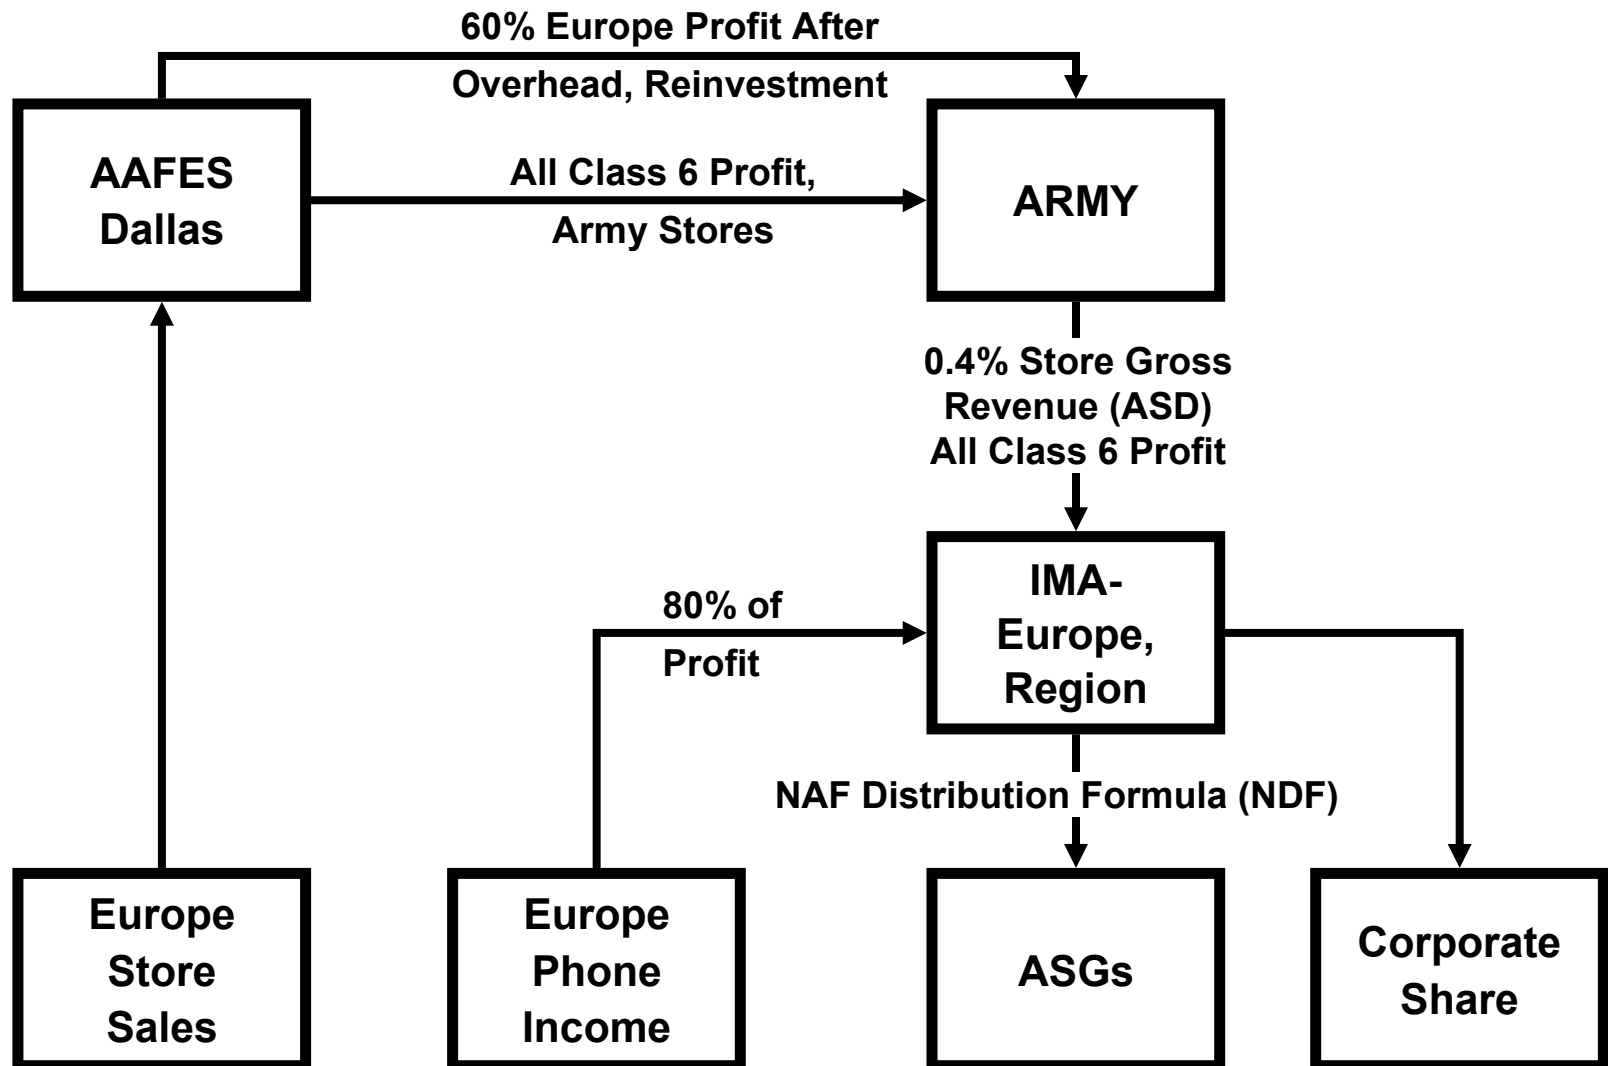 60% Europe Profit After
Overhead, Reinvestment
AAFES
Dallas
All Class 6 Profit,
Army Stores
ARMY
0.4% Store Gross
Revenue (ASD)
All Class 6 Profit
80% of
Profit
IMA-
Europe,
Region
NAF Distribution Formula (NDF)
Europe
Store
Sales
Europe
Phone
Income
ASGs
Corporate
Share